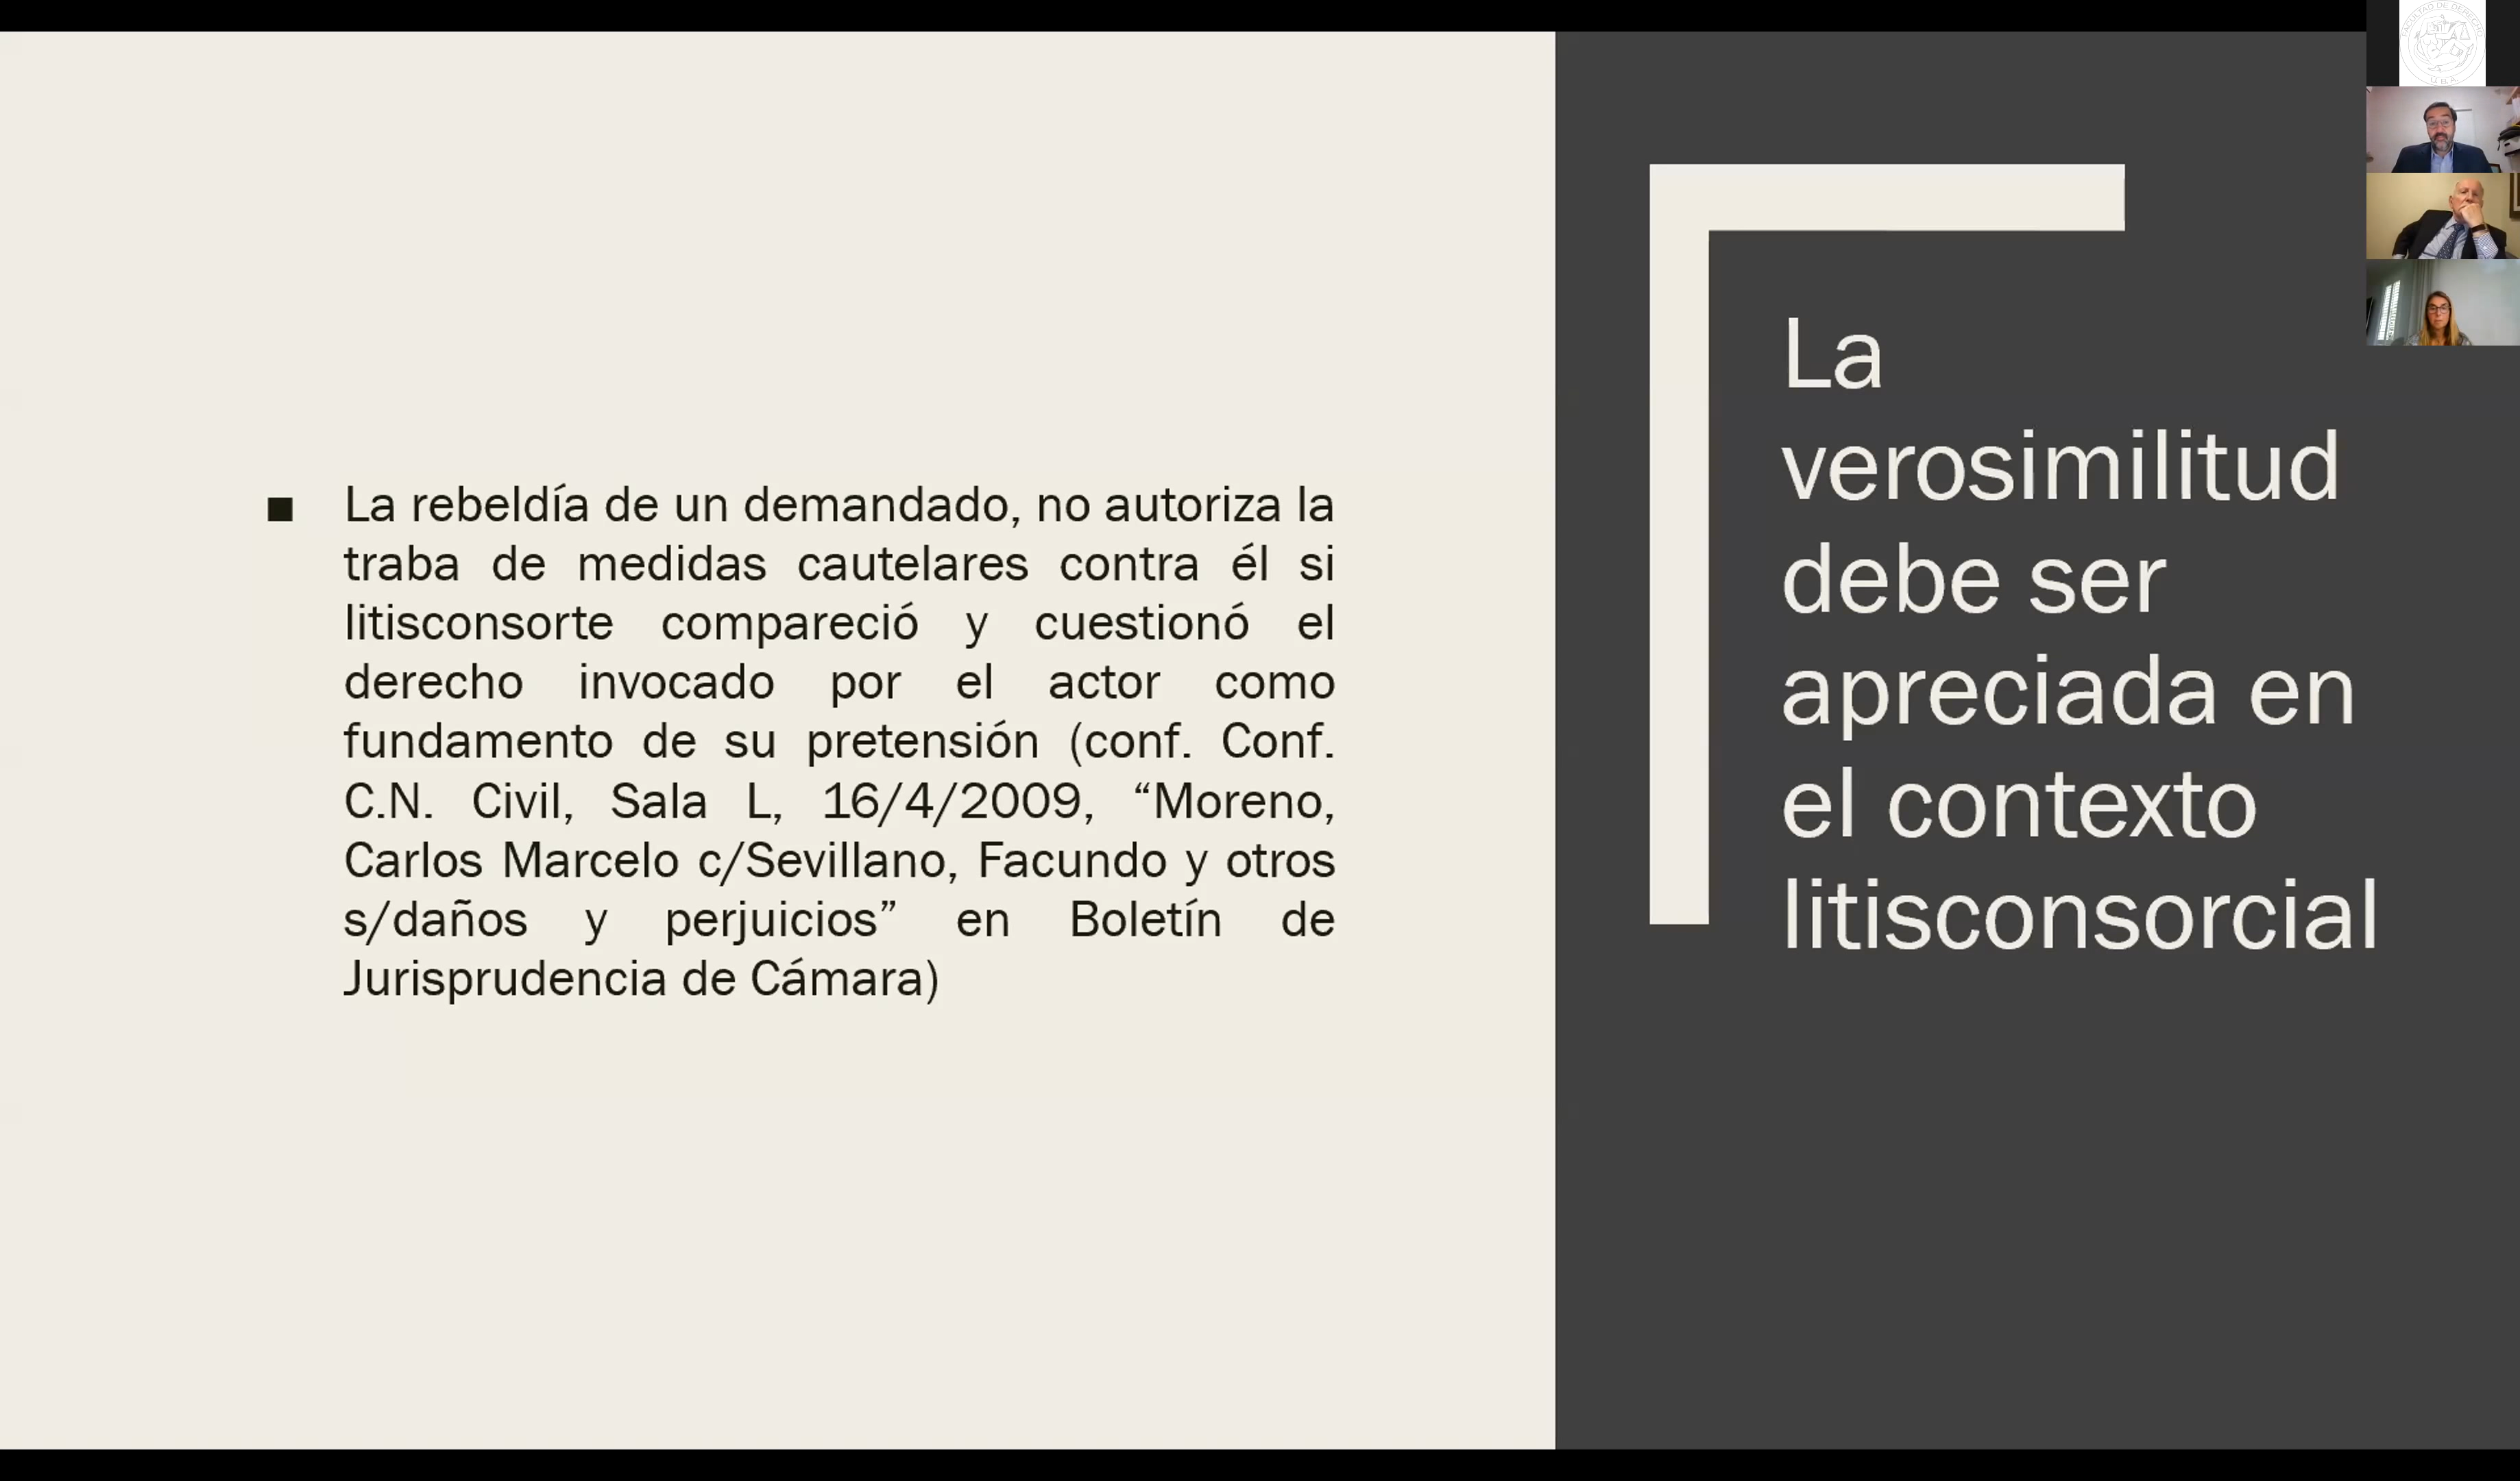 La rebeldía de un demandado, no autoriza la
traba de medidas cautelares contra él si
litisconsorte compareció y cuestionó el
derecho invocado por el actor como
fundamento de su pretensión (conf. Conf.
C.N. Civil, Sala L, 16/4/2009, “Moreno,
Carlos Marcelo c/Sevillano, Facundo y otros
s/daños y perjuicios” en Boletín de
Jurisprudencia de Cámara)
La
verosimilitud
debe ser
apreciada en
el contexto
litisconsorcial
FACULTAD DE DERECHO
U.B.A.